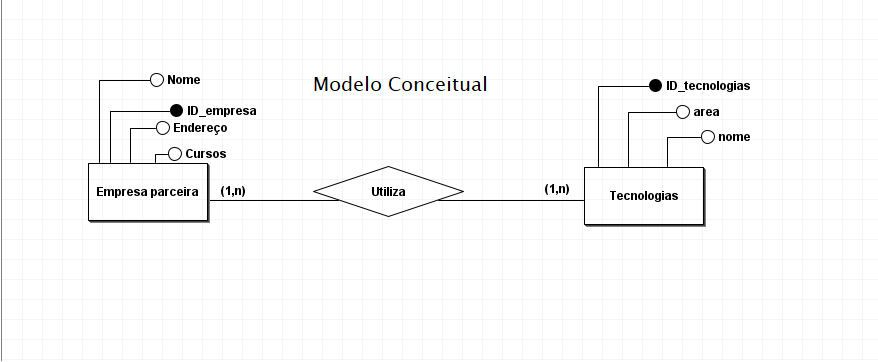 Modelo Conceitual
Nome
ID_empresa
Endereço
Cursos
Empresa parceira
(1,n)
Utiliza
(1,n)
ID_tecnologias
area
nome
Tecnologias